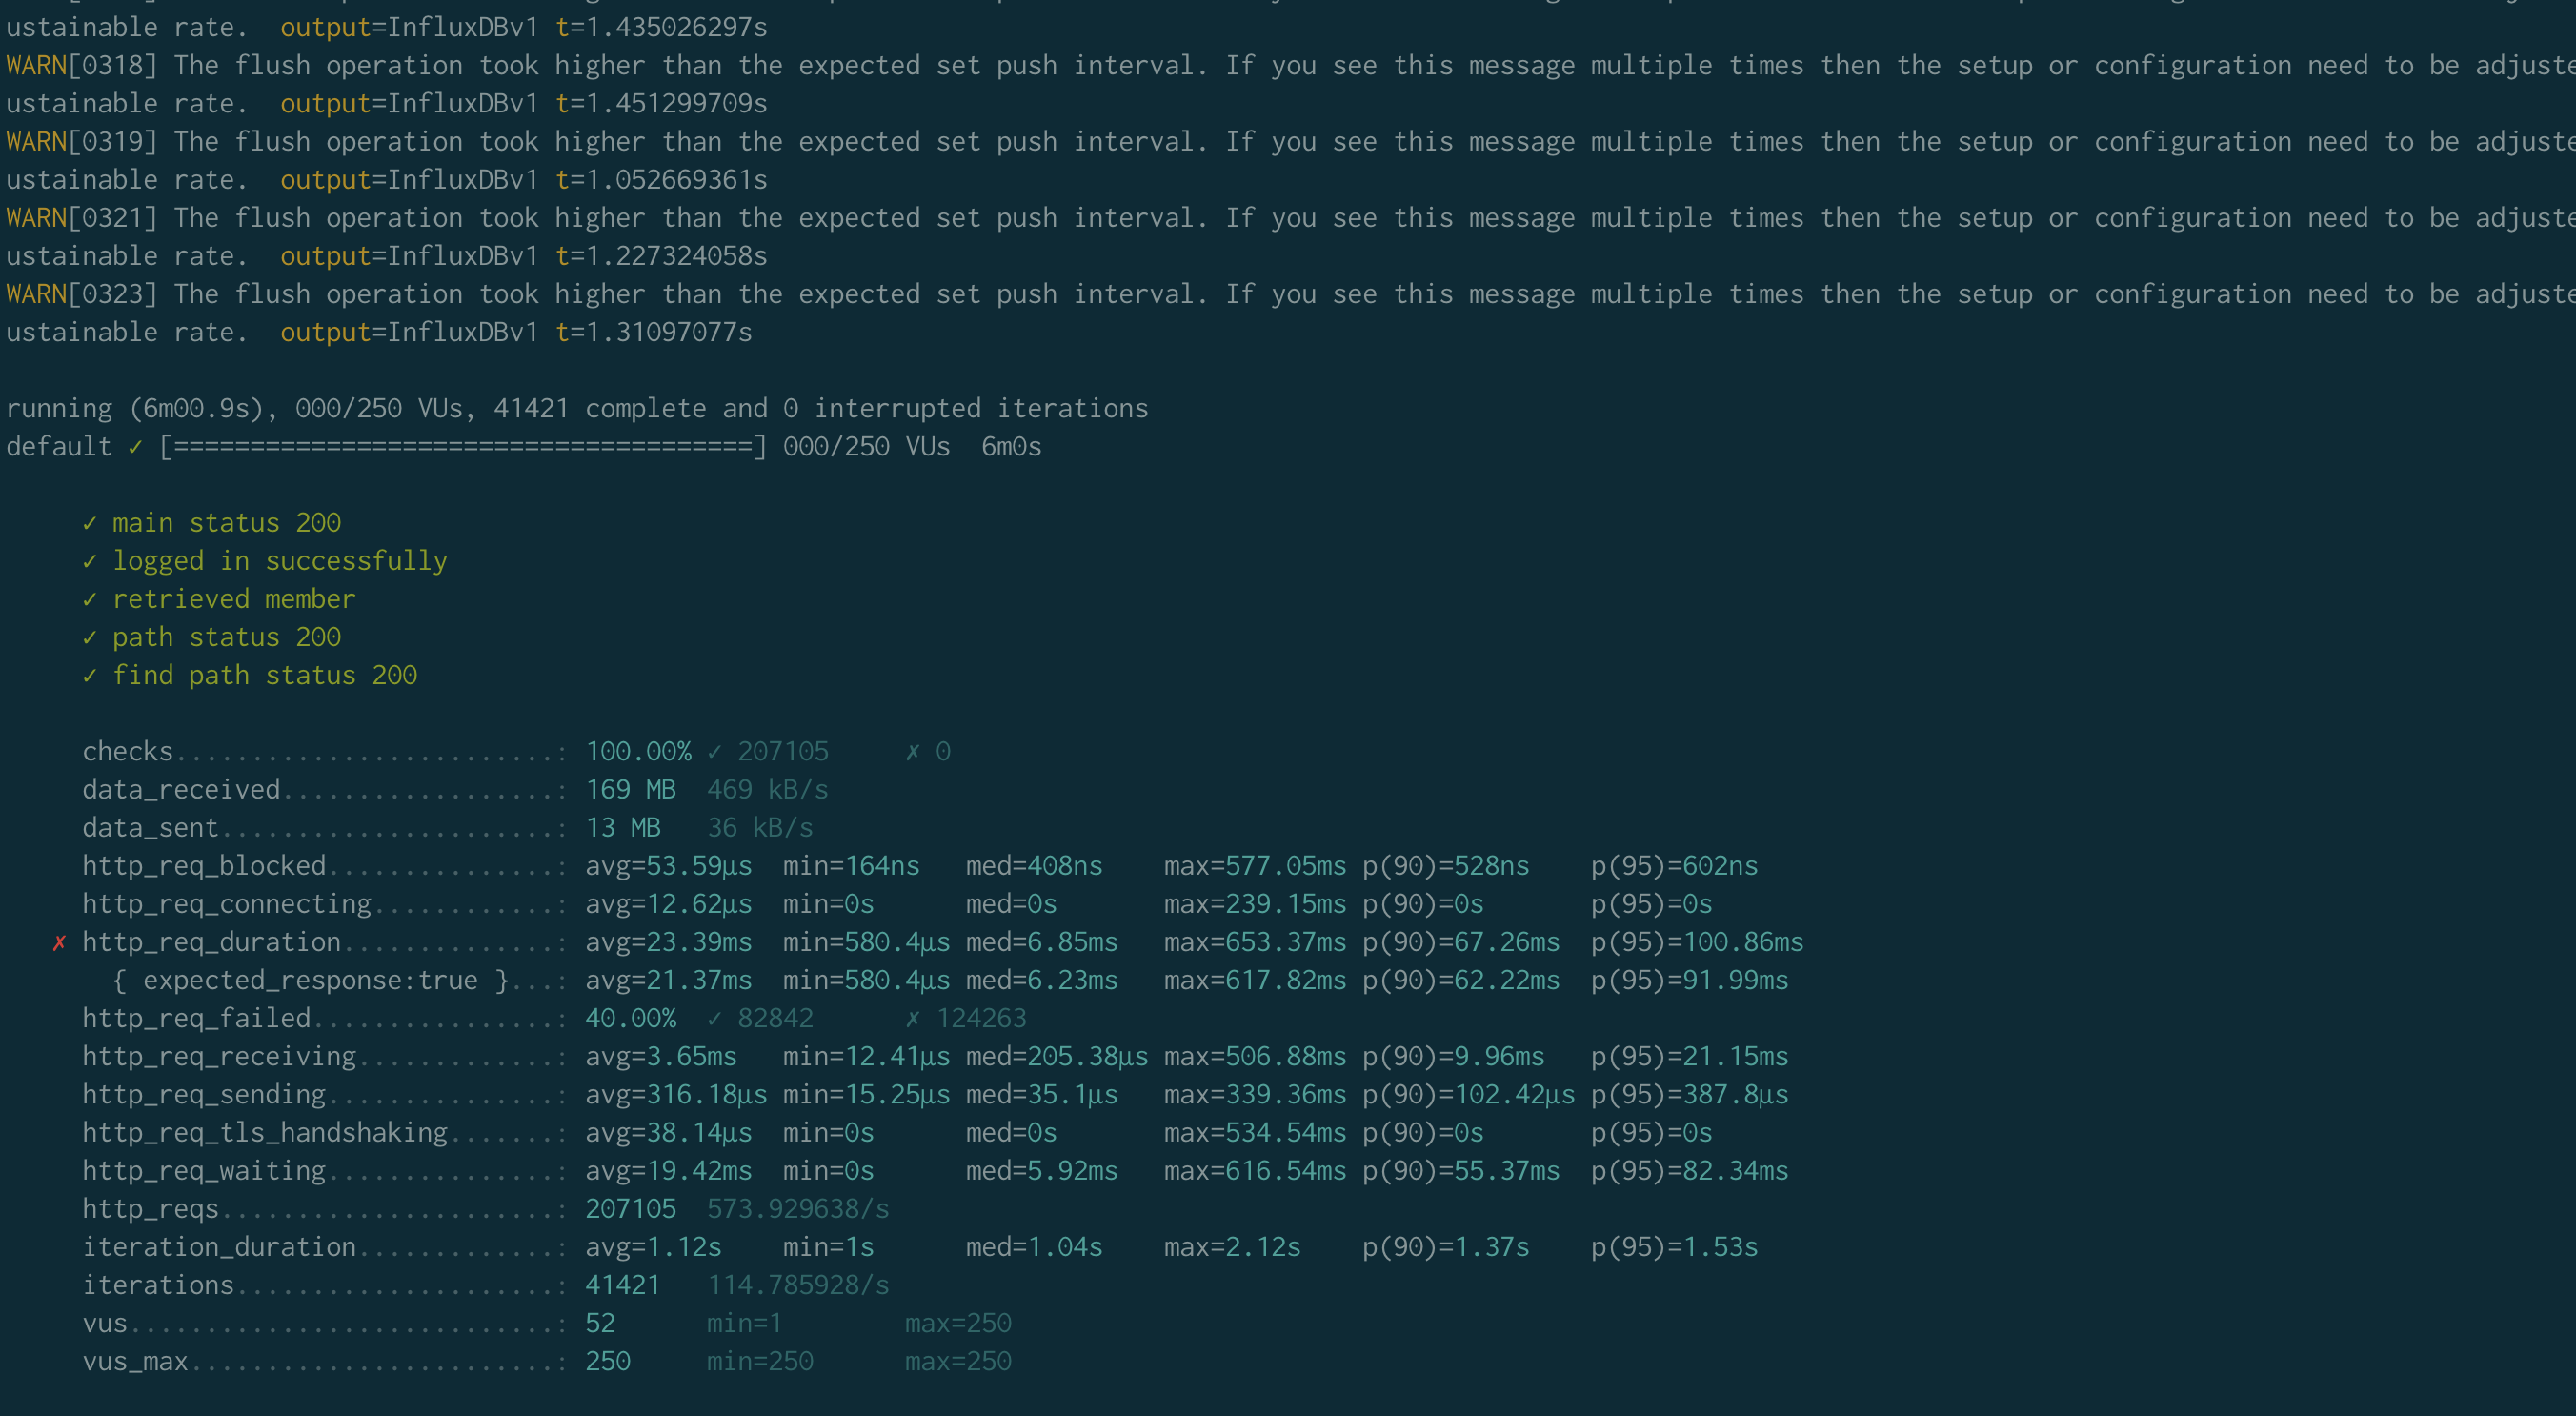 ustainable rate.  output=InfluxDBv1 t=1.435026297s
WARN[0318] The flush operation took higher than the expected set push interval. If you see this message multiple times then the setup or configuration need to be adjuste
ustainable rate.  output=InfluxDBv1 t=1.451299709s
WARN[0319] The flush operation took higher than the expected set push interval. If you see this message multiple times then the setup or configuration need to be adjuste
ustainable rate.  output=InfluxDBv1 t=1.052669361s
WARN[0321] The flush operation took higher than the expected set push interval. If you see this message multiple times then the setup or configuration need to be adjuste
ustainable rate.  output=InfluxDBv1 t=1.227324058s
WARN[0323] The flush operation took higher than the expected set push interval. If you see this message multiple times then the setup or configuration need to be adjuste
ustainable rate.  output=InfluxDBv1 t=1.31097077s
running (6m00.9s), 000/250 VUs, 41421 complete and 0 interrupted iterations
default ✓ [======================================] 000/250 VUs  6m0s
✓ main status 200
✓ logged in successfully
✓ retrieved member
✓ path status 200
✓ find path status 200
checks.........................: 100.00% ✓ 207105     ✗ 0
data_received..................: 169 MB  469 kB/s
data_sent......................: 13 MB   36 kB/s
http_req_blocked...............: avg=53.59µs  min=164ns   med=408ns    max=577.05ms p(90)=528ns    p(95)=602ns
http_req_connecting............: avg=12.62µs  min=0s      med=0s       max=239.15ms p(90)=0s       p(95)=0s
✗ http_req_duration..............: avg=23.39ms  min=580.4µs med=6.85ms   max=653.37ms p(90)=67.26ms  p(95)=100.86ms
{ expected_response:true }...: avg=21.37ms  min=580.4µs med=6.23ms   max=617.82ms p(90)=62.22ms  p(95)=91.99ms
http_req_failed................: 40.00%  ✓ 82842      ✗ 124263
http_req_receiving.............: avg=3.65ms   min=12.41µs med=205.38µs max=506.88ms p(90)=9.96ms   p(95)=21.15ms
http_req_sending...............: avg=316.18µs min=15.25µs med=35.1µs   max=339.36ms p(90)=102.42µs p(95)=387.8µs
http_req_tls_handshaking.......: avg=38.14µs  min=0s      med=0s       max=534.54ms p(90)=0s       p(95)=0s
http_req_waiting...............: avg=19.42ms  min=0s      med=5.92ms   max=616.54ms p(90)=55.37ms  p(95)=82.34ms
http_reqs......................: 207105  573.929638/s
iteration_duration.............: avg=1.12s    min=1s      med=1.04s    max=2.12s    p(90)=1.37s    p(95)=1.53s
iterations.....................: 41421   114.785928/s
vus............................: 52      min=1        max=250
vus_max........................: 250     min=250      max=250